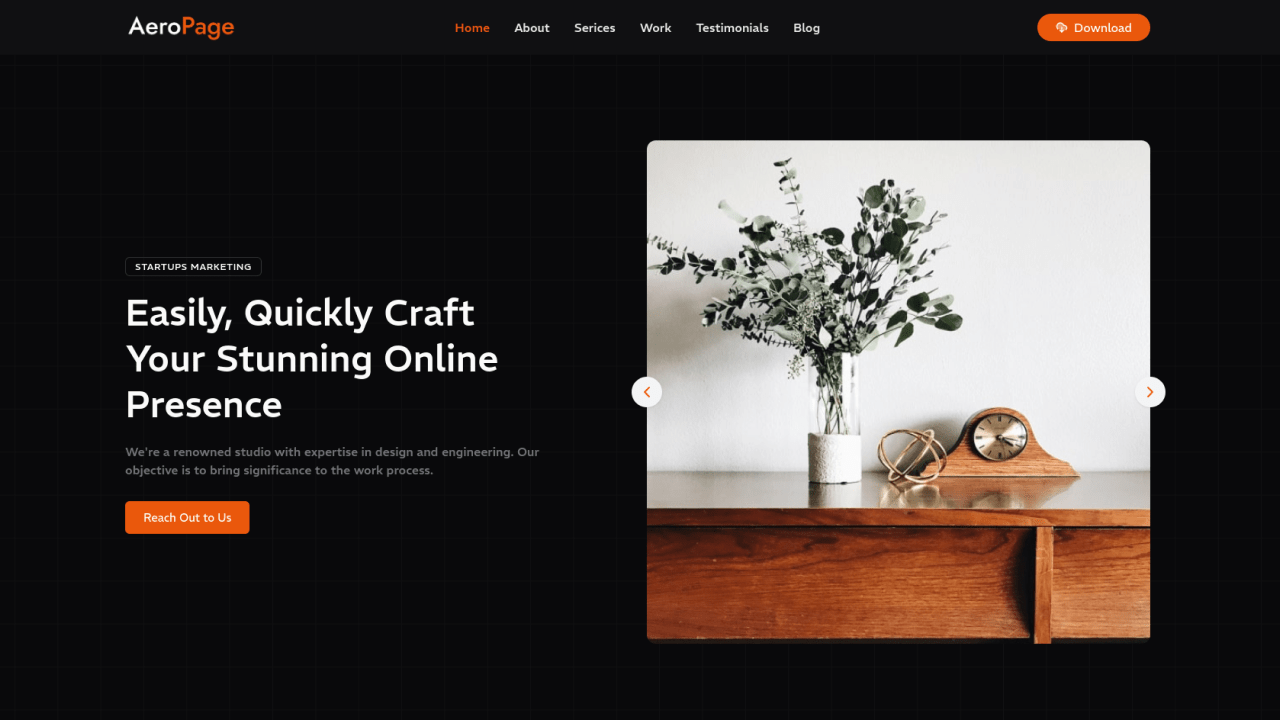 AeroPage
Home
About
Serices
Work
Testimonials
Blog
Download
STARTUPS MARKETING
Easily, Quickly Craft
Your Stunning Online
Presence
We're a renowned studio with expertise in design and engineering. Our
objective is to bring significance to the work process.
Reach Out to Us